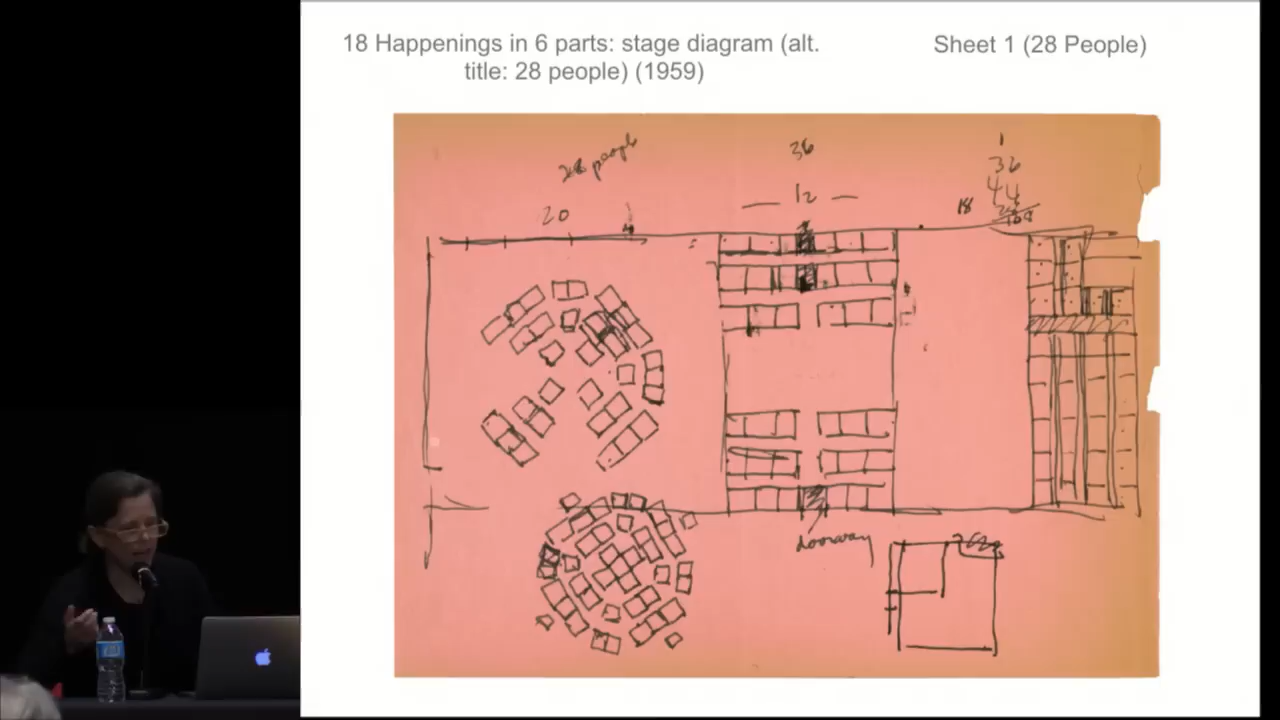 18 Happenings in 6 parts: stage diagram (alt.
title: 28 people) (1959)
Sheet 1 (28 People)
28 people
36
1
36
44
12
20
18
doorway